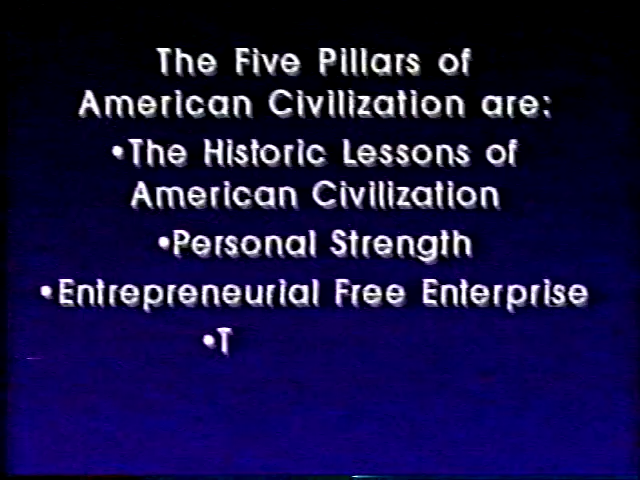 The Five Pillars of
American Civilization are:
•The Historic Lessons of
American Civilization
•Personal Strength
•Entrepreneurial Free Enterprise
•T